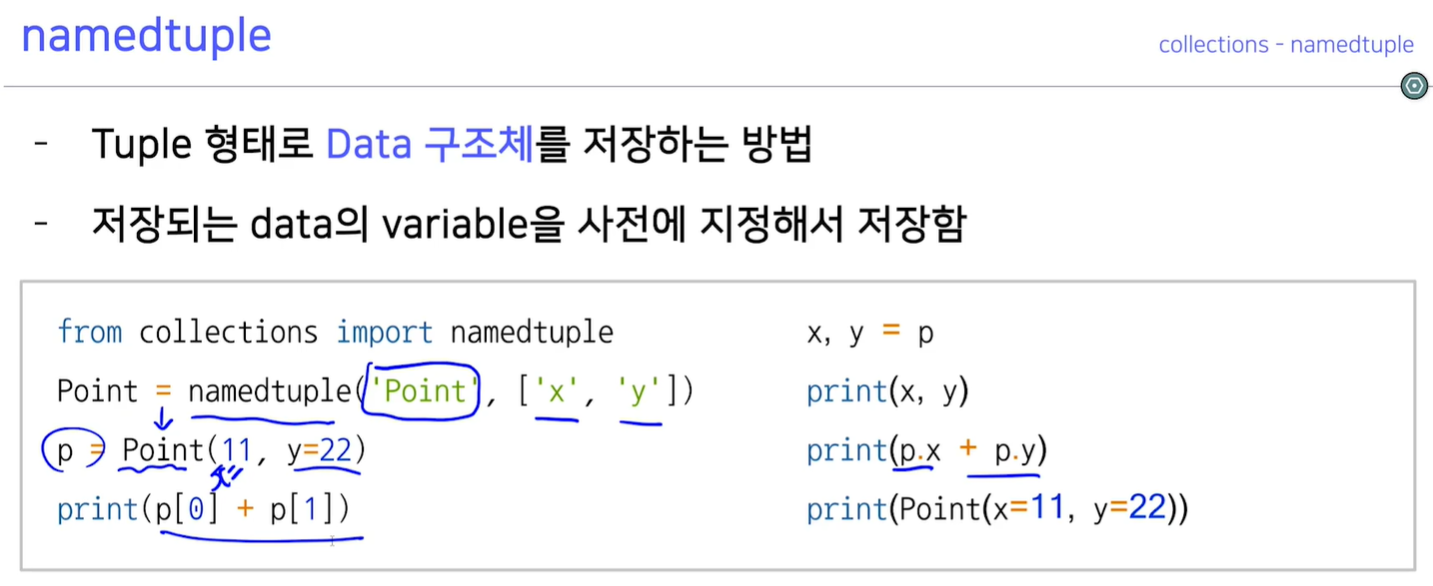 namedtuple
collections - namedtuple
- Tuple 형태로 Data 구조체를 저장하는 방법
- 저장되는 data의 variable을 사전에 지정해서 저장함
from collections import namedtuple
Point = namedtuple('Point', ['x', 'y'])
p = Point(11, y=22)
x=
print(p[0] + p[1])
x, y = p
print(x, y)
print(p.x + p.y)
print(Point(x=11, y=22))